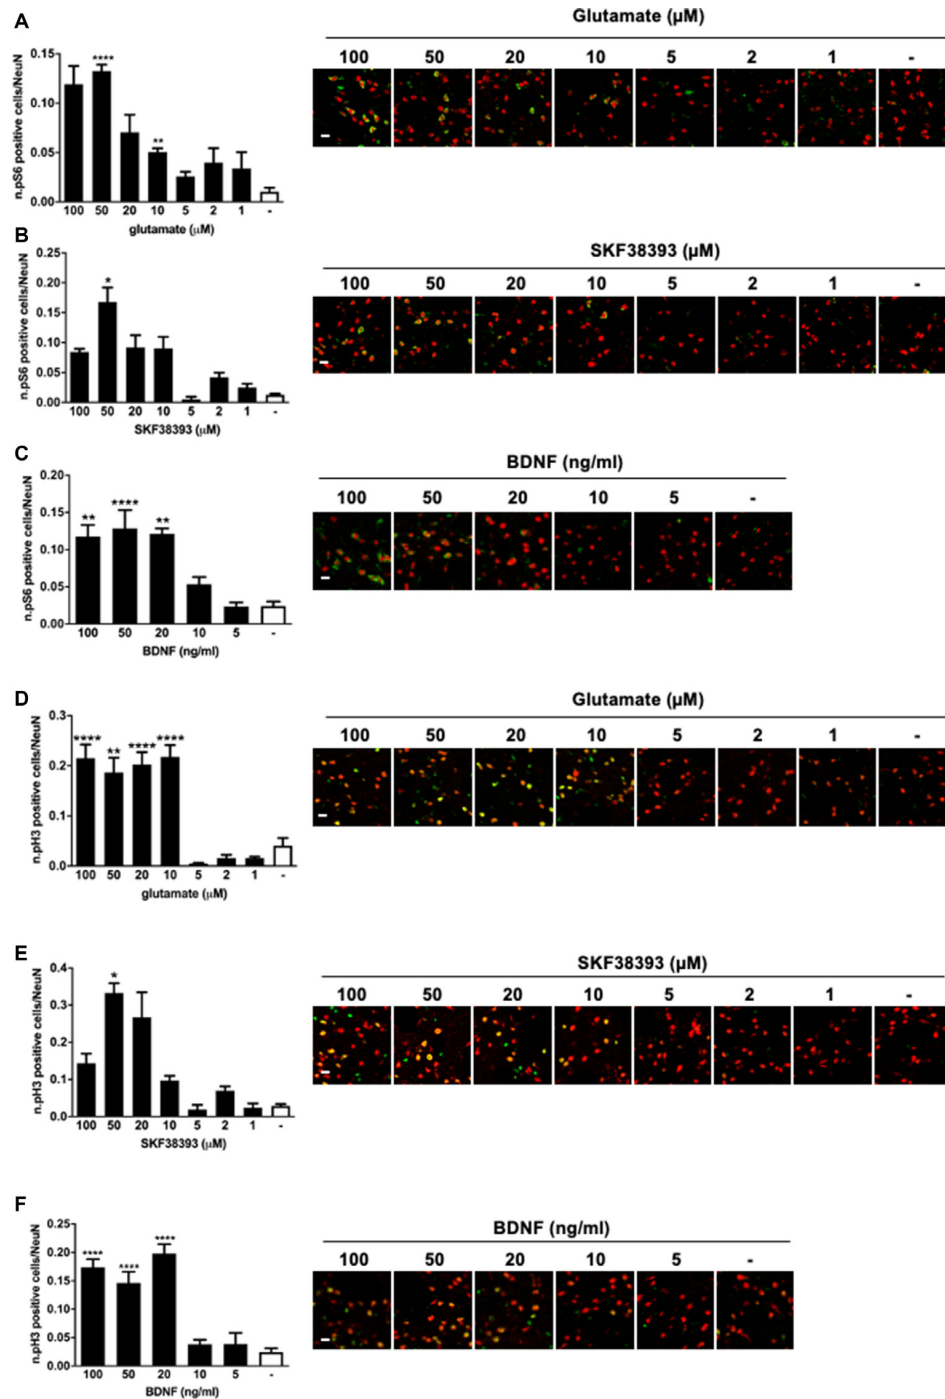 A
Glutamate (µM)
100 50 20 10 5 2 1 -
n.pS6 positive cells/NeuN
0.15
0.10
0.05
0.00
****
**
100 50 20 10 5 2 1 -
glutamate (µM)
B
SKF38393 (µM)
100 50 20 10 5 2 1 -
n.pS6 positive cells/NeuN
0.25
0.20
0.15
0.10
0.05
0.00
*
100 50 20 10 5 2 1 -
SKF38393 (µM)
C
BDNF (ng/ml)
100 50 20 10 5 -
n.pS6 positive cells/NeuN
0.20
0.15
0.10
0.05
0.00
** **** **
100 50 20 10 5 -
BDNF (ng/ml)
D
Glutamate (µM)
100 50 20 10 5 2 1 -
n.pH3 positive cells/NeuN
0.3
0.2
0.1
0.0
**** ** **** ****
100 50 20 10 5 2 1 -
glutamate (µM)
E
SKF38393 (µM)
100 50 20 10 5 2 1 -
n.pH3 positive cells/NeuN
0.4
0.3
0.2
0.1
0.0
*
100 50 20 10 5 2 1 -
SKF38393 (µM)
F
BDNF (ng/ml)
100 50 20 10 5 -
n.pH3 positive cells/NeuN
0.25
0.20
0.15
0.10
0.05
0.00
**** **** ****
100 50 20 10 5 -
BDNF (ng/ml)